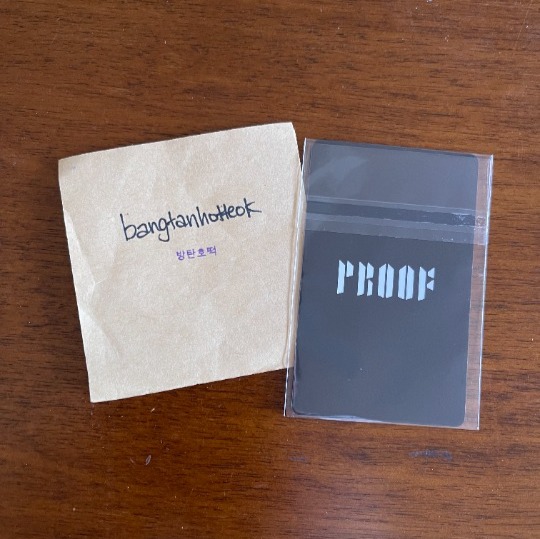 bangtanhotteok
방탄호떡
PROOF